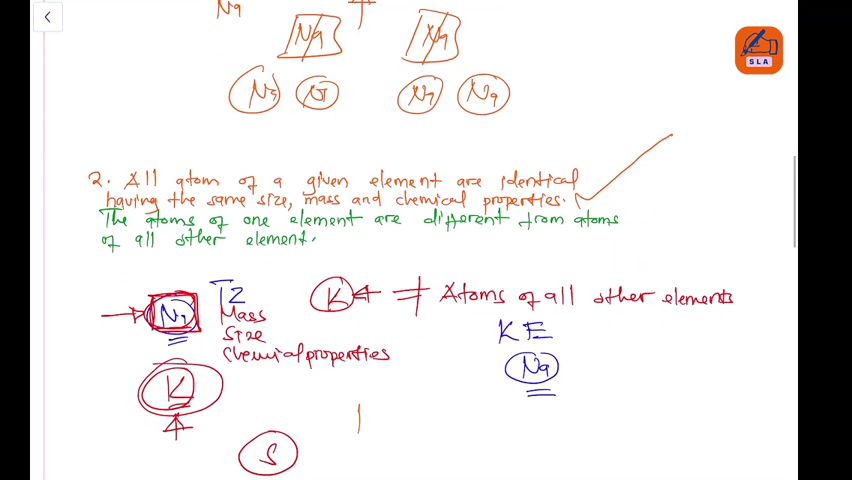 Na
Na Na
Na Na Na
SLA
2. All atom of a given element are identical
having the same size, mass and chemical properties.
The atoms of one element are different from atoms
of all other element.
Na
Mass
Size
Chemical properties
K ≠ Atoms of all other elements
K E
Na
K
S